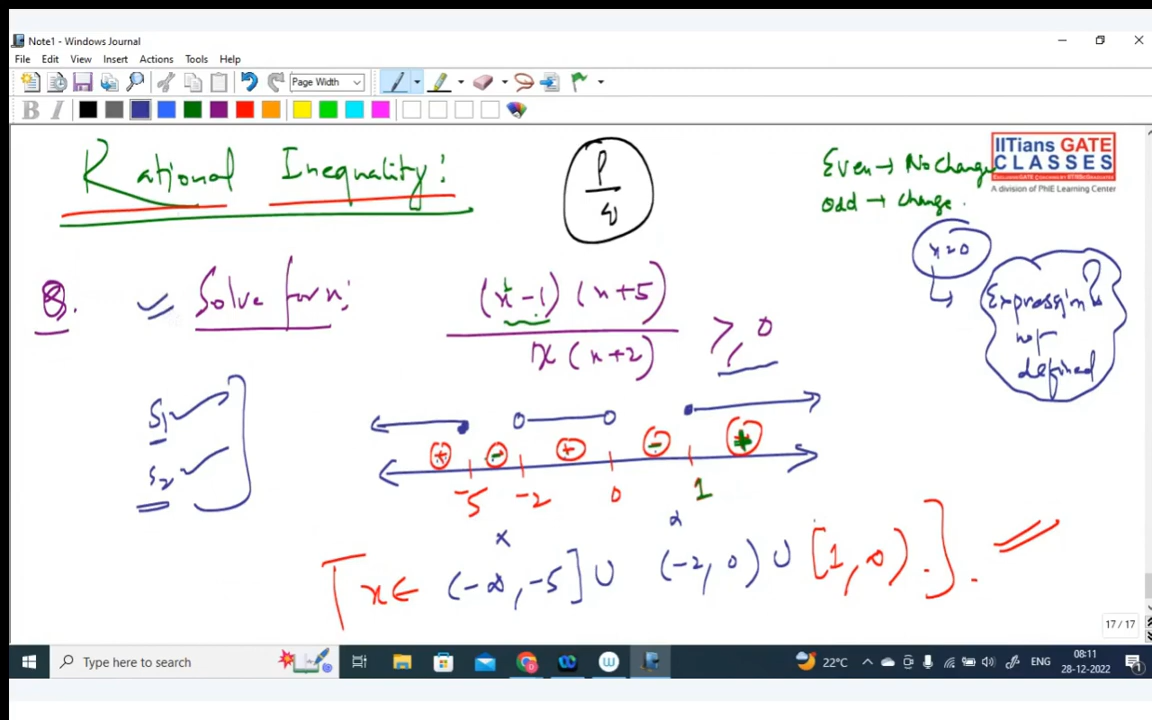 Note1 - Windows Journal
File Edit View Insert Actions Tools Help
Page Width
B I
Rational Inequality:
P
q
Even → No Change
odd → change.
IITians GATE
CLASSES
A division of PhIE Learning Center
x=0
Expression is
not
defined
Q. Solve for x:
(x-1) (x+5)
x (x+2)
≥ 0
S1
S2
+ - + - +
-5 -2 0 1
x ∈ (-∞, -5] ∪ (-2, 0) ∪ [1, ∞).
17 / 17
Type here to search
22°C
ENG
08:11
28-12-2022
1